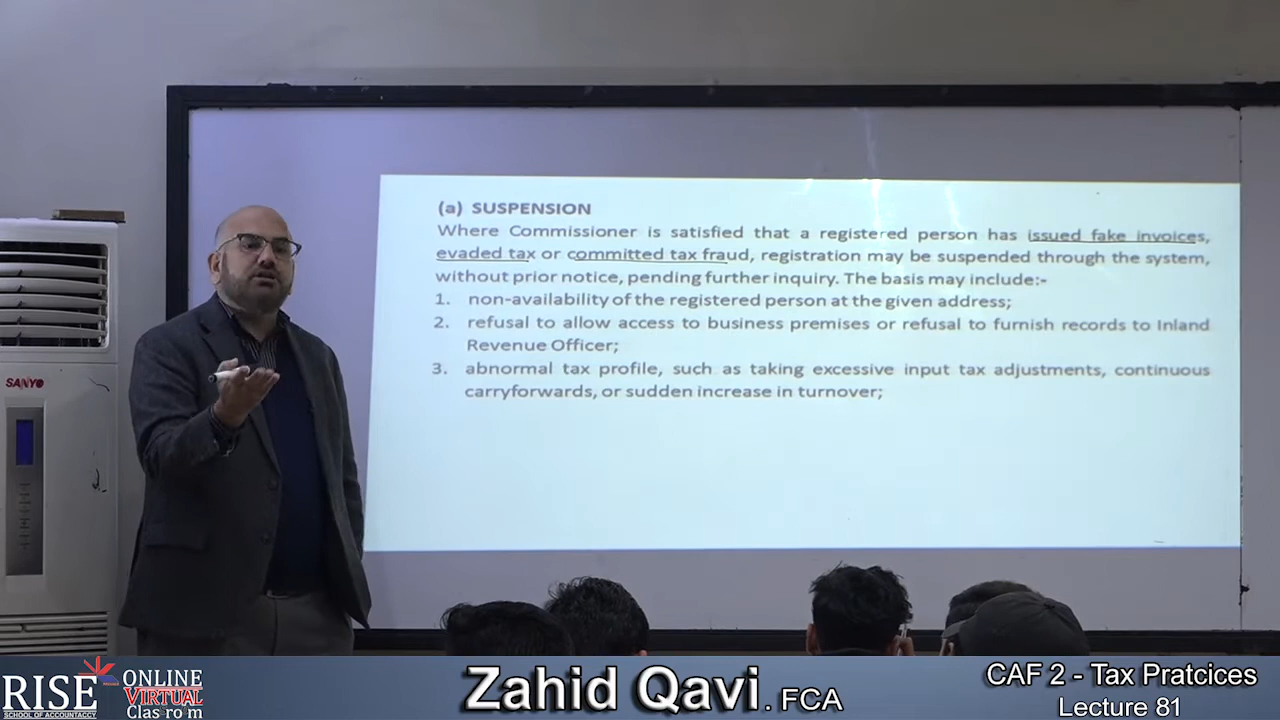 (a) SUSPENSION
Where Commissioner is satisfied that a registered person has issued fake invoices,
evaded tax or committed tax fraud, registration may be suspended through the system,
without prior notice, pending further inquiry. The basis may include:-
1. non-availability of the registered person at the given address;
2. refusal to allow access to business premises or refusal to furnish records to Inland
Revenue Officer;
3. abnormal tax profile, such as taking excessive input tax adjustments, continuous
carryforwards, or sudden increase in turnover;
SANYO
RISE
SCHOOL OF ACCOUNTACY
ONLINE
VIRTUAL
Clas ro m
Zahid Qavi. FCA
CAF 2 - Tax Pratcices
Lecture 81